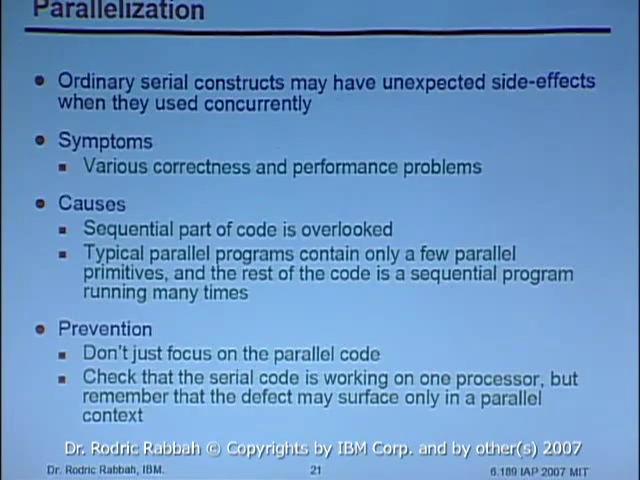 Parallelization
Ordinary serial constructs may have unexpected side-effects
when they used concurrently
Symptoms
Various correctness and performance problems
Causes
Sequential part of code is overlooked
Typical parallel programs contain only a few parallel
primitives, and the rest of the code is a sequential program
running many times
Prevention
Don't just focus on the parallel code
Check that the serial code is working on one processor, but
remember that the defect may surface only in a parallel
context
Dr. Rodric Rabbah © Copyrights by IBM Corp. and by other(s) 2007
Dr. Rodric Rabbah, IBM.
21
6.189 IAP 2007 MIT